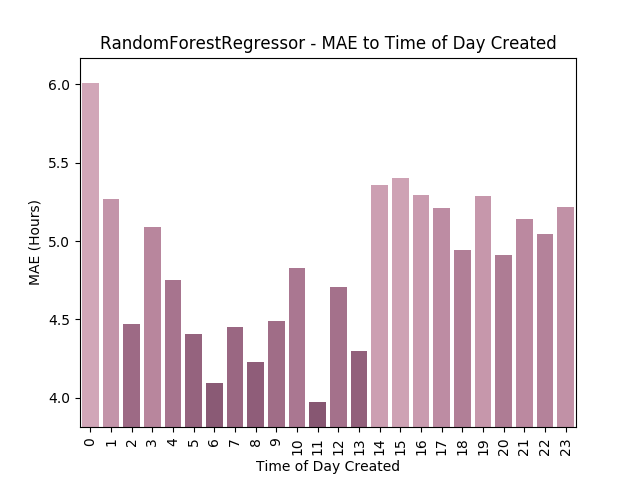 RandomForestRegressor - MAE to Time of Day Created
MAE (Hours)
6.0
5.5
5.0
4.5
4.0
0 1 2 3 4 5 6 7 8 9 10 11 12 13 14 15 16 17 18 19 20 21 22 23
Time of Day Created